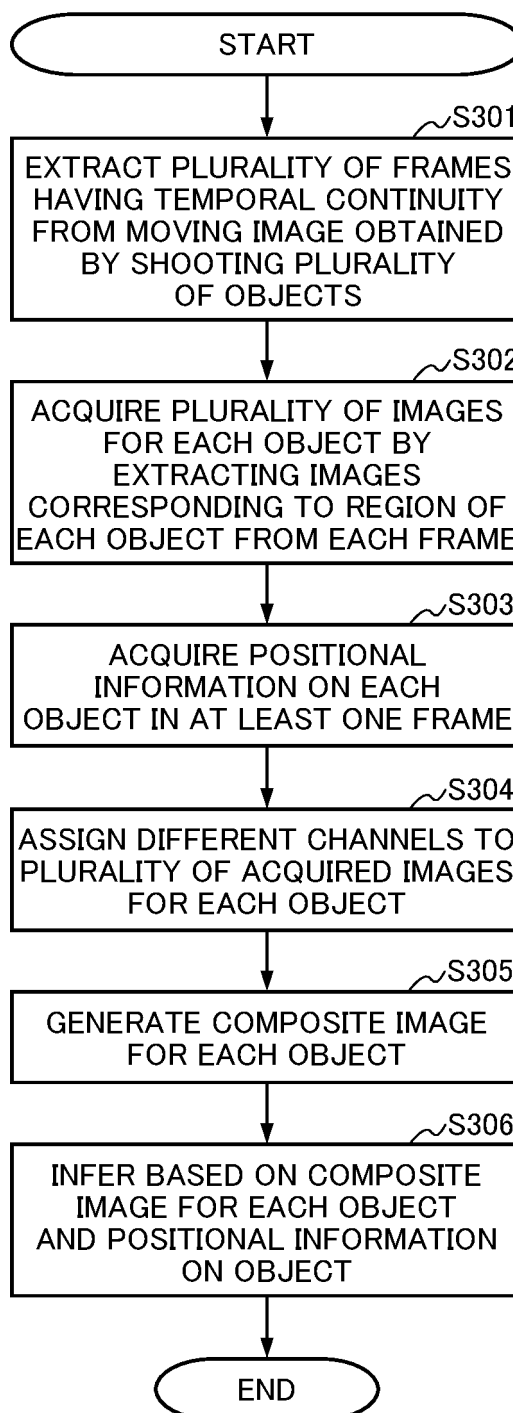 START
S301
EXTRACT PLURALITY OF FRAMES
HAVING TEMPORAL CONTINUITY
FROM MOVING IMAGE OBTAINED
BY SHOOTING PLURALITY
OF OBJECTS
S302
ACQUIRE PLURALITY OF IMAGES
FOR EACH OBJECT BY
EXTRACTING IMAGES
CORRESPONDING TO REGION OF
EACH OBJECT FROM EACH FRAME
S303
ACQUIRE POSITIONAL
INFORMATION ON EACH
OBJECT IN AT LEAST ONE FRAME
S304
ASSIGN DIFFERENT CHANNELS TO
PLURALITY OF ACQUIRED IMAGES
FOR EACH OBJECT
S305
GENERATE COMPOSITE IMAGE
FOR EACH OBJECT
S306
INFER BASED ON COMPOSITE
IMAGE FOR EACH OBJECT
AND POSITIONAL INFORMATION
ON OBJECT
END